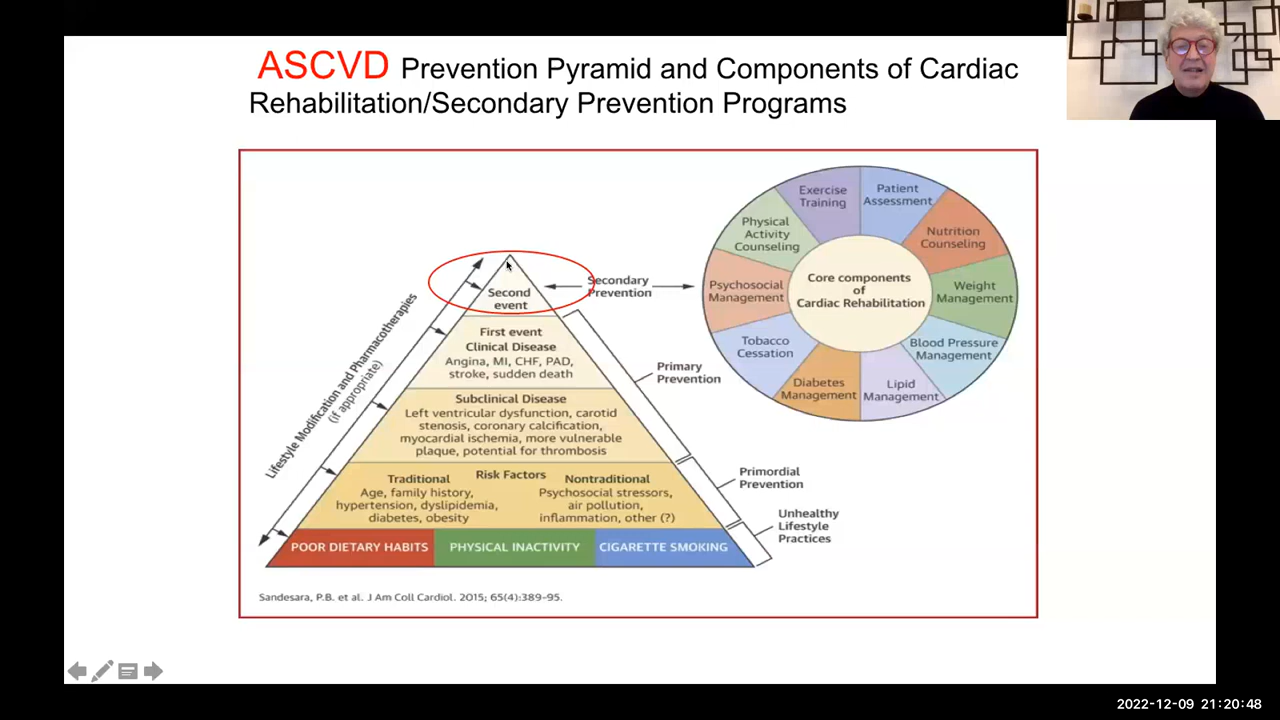 ASCVD Prevention Pyramid and Components of Cardiac
Rehabilitation/Secondary Prevention Programs
Exercise
Training
Patient
Assessment
Nutrition
Counseling
Weight
Management
Blood Pressure
Management
Lipid
Management
Diabetes
Management
Tobacco
Cessation
Psychosocial
Management
Physical
Activity
Counseling
Core components
of
Cardiac Rehabilitation
Lifestyle Modification and Pharmacotherapies
(if appropriate)
Second
event
Secondary
Prevention
First event
Clinical Disease
Angina, MI, CHF, PAD,
stroke, sudden death
Primary
Prevention
Subclinical Disease
Left ventricular dysfunction, carotid
stenosis, coronary calcification,
myocardial ischemia, more vulnerable
plaque, potential for thrombosis
Risk Factors
Traditional
Age, family history,
hypertension, dyslipidemia,
diabetes, obesity
Nontraditional
Psychosocial stressors,
air pollution,
inflammation, other (?)
Primordial
Prevention
Unhealthy
Lifestyle
Practices
POOR DIETARY HABITS
PHYSICAL INACTIVITY
CIGARETTE SMOKING
Sandesara, P.B. et al. J Am Coll Cardiol. 2015; 65(4):389-95.
2022-12-09 21:20:48